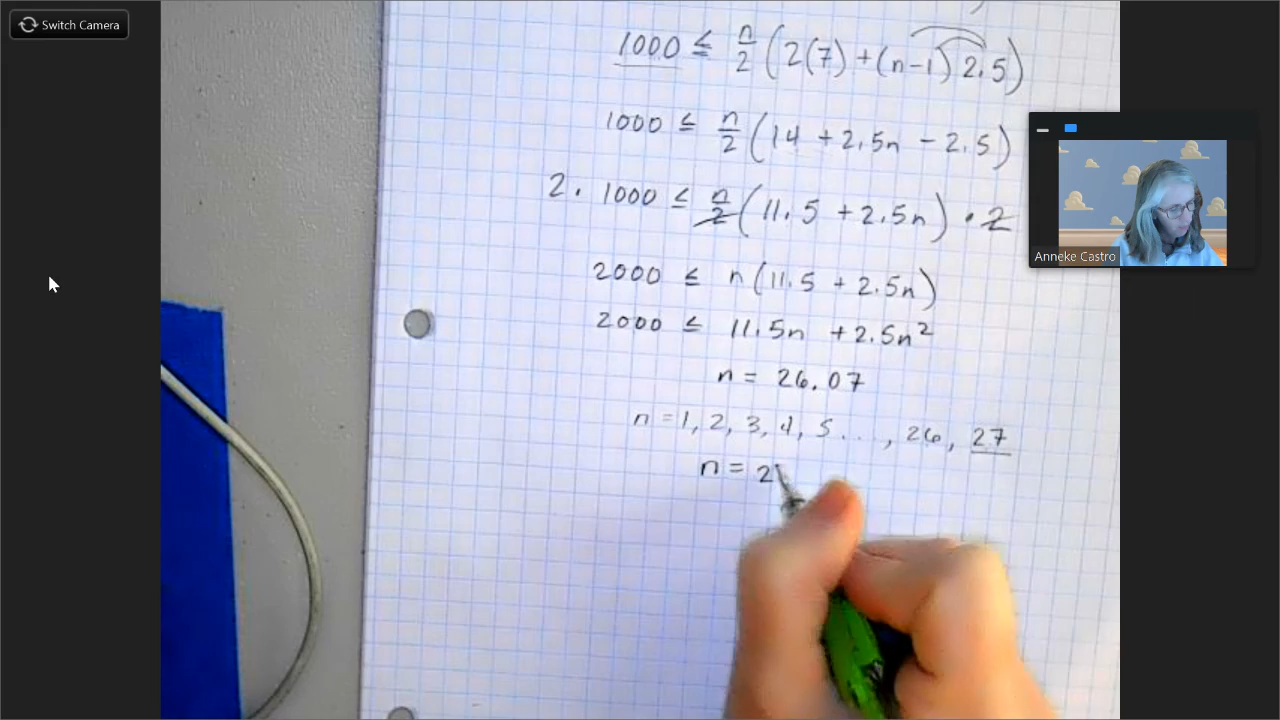 Switch Camera
1000 ≤ n/2 (2(7) + (n-1) 2.5)
1000 ≤ n/2 (14 + 2.5n - 2.5)
2 · 1000 ≤ n/2 (11.5 + 2.5n) · 2
2000 ≤ n(11.5 + 2.5n)
2000 ≤ 11.5n + 2.5n²
n = 26.07
n = 1, 2, 3, 4, 5 ..., 26, 27
n = 2
Anneke Castro